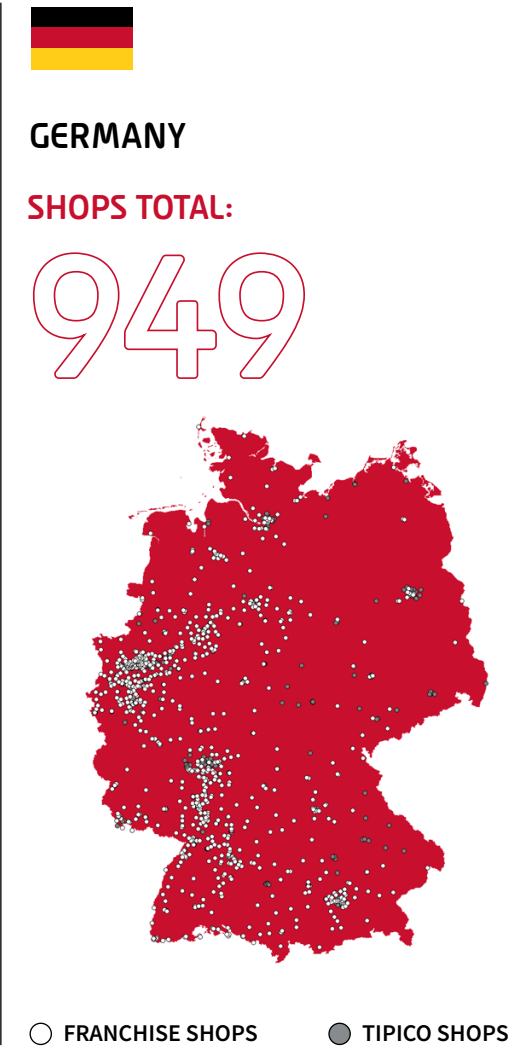 GERMANY
SHOPS TOTAL:
949
FRANCHISE SHOPS
TIPICO SHOPS